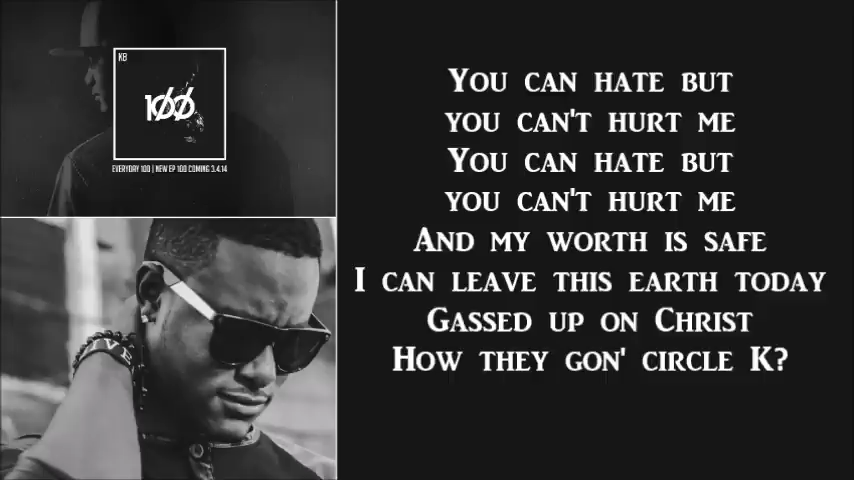 KB
100
EVERYDAY 100 | NEW EP 100 COMING 3.4.14
IVE
You can hate but
you can't hurt me
You can hate but
you can't hurt me
And my worth is safe
I can leave this earth today
Gassed up on Christ
How they gon' circle K?